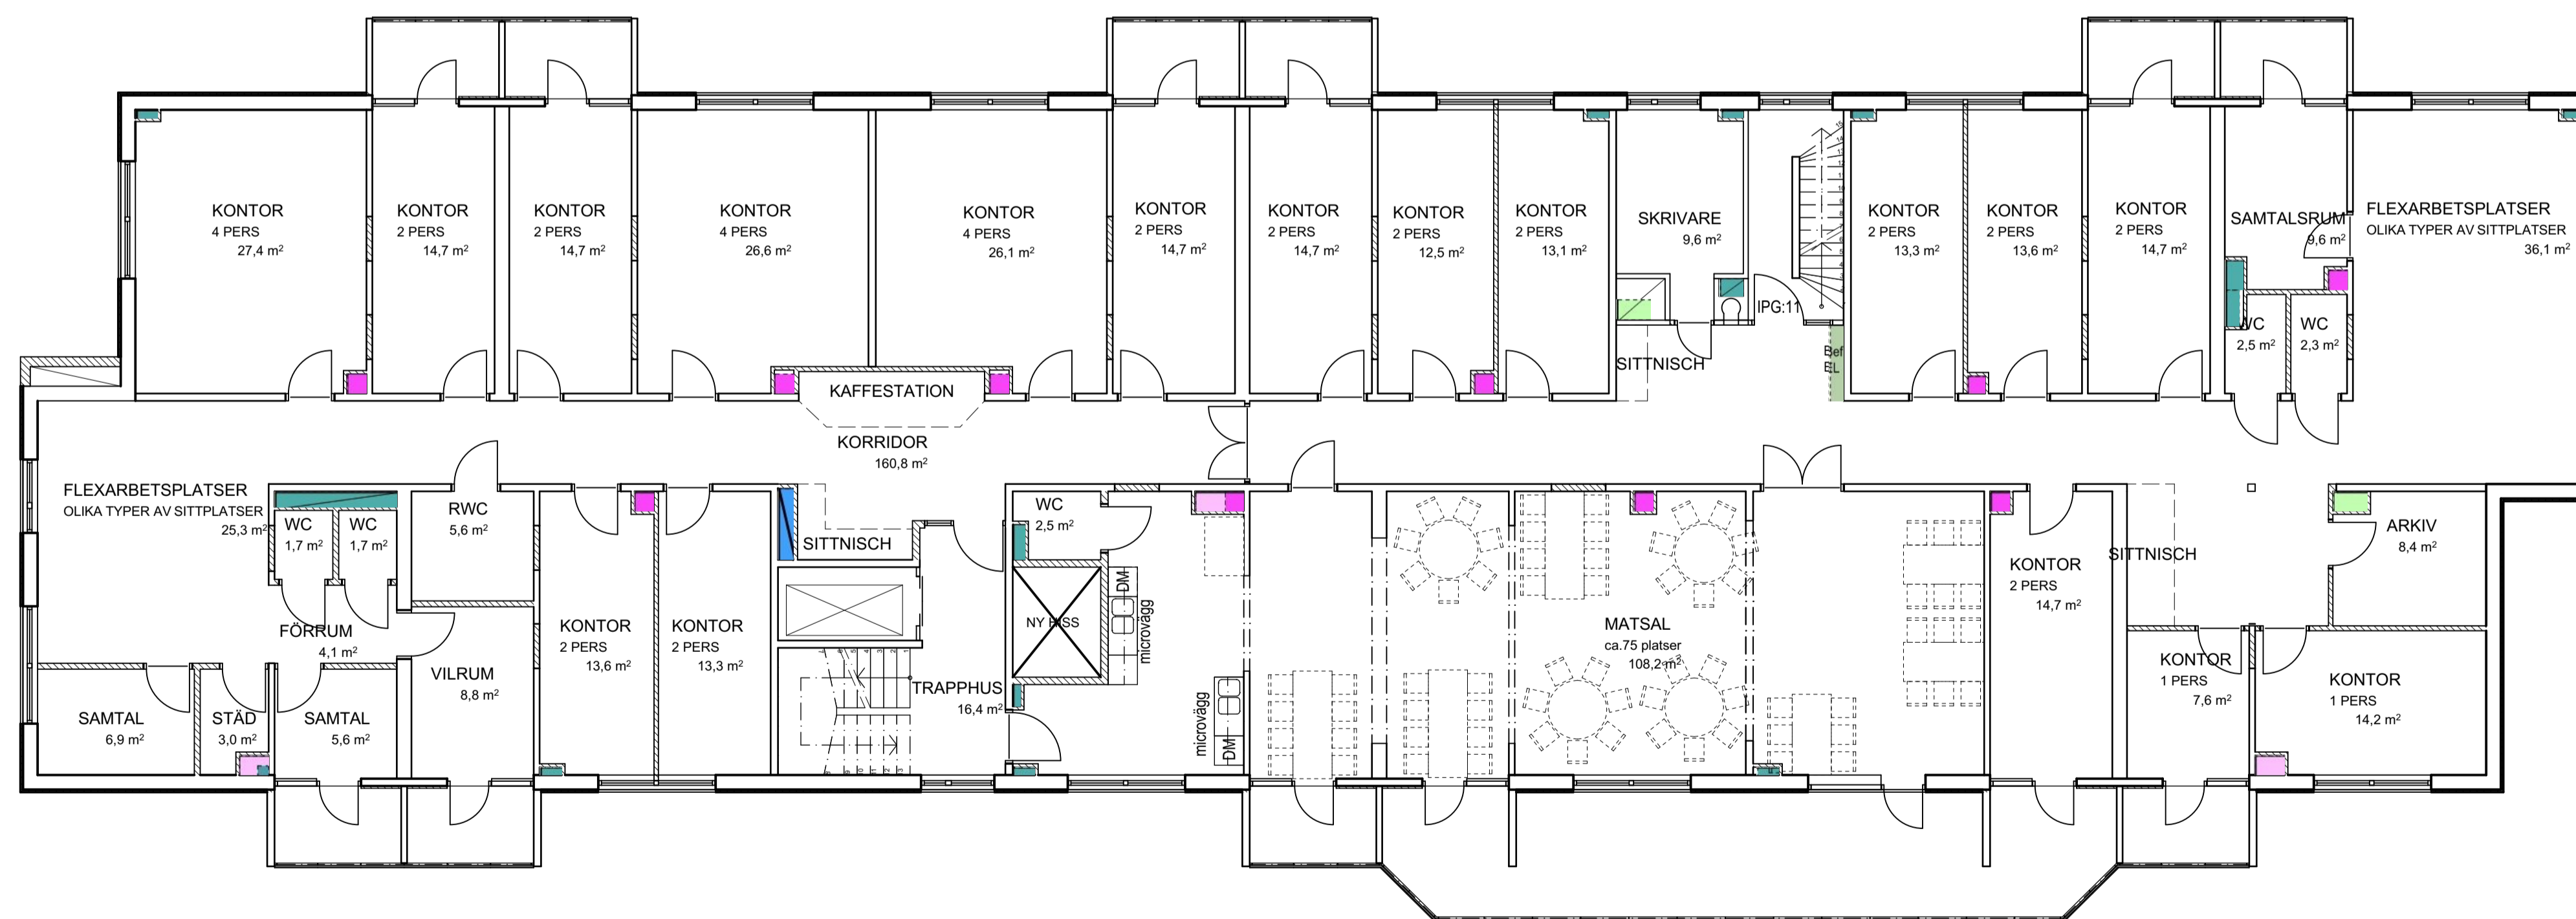 KONTOR
4 PERS
27,4 m²
KONTOR
2 PERS
14,7 m²
KONTOR
2 PERS
14,7 m²
KONTOR
4 PERS
26,6 m²
KONTOR
4 PERS
26,1 m²
KONTOR
2 PERS
14,7 m²
KONTOR
2 PERS
14,7 m²
KONTOR
2 PERS
12,5 m²
KONTOR
2 PERS
13,1 m²
SKRIVARE
9,6 m²
IPG:11
KONTOR
2 PERS
13,3 m²
KONTOR
2 PERS
13,6 m²
KONTOR
2 PERS
14,7 m²
SAMTALSRUM
9,6 m²
FLEXARBETSPLATSER
OLIKA TYPER AV SITTPLATSER
36,1 m²
WC
2,5 m²
WC
2,3 m²
SITTNISCH
Bef
EL
KAFFESTATION
KORRIDOR
160,8 m²
FLEXARBETSPLATSER
OLIKA TYPER AV SITTPLATSER
25,3 m²
WC
1,7 m²
WC
1,7 m²
RWC
5,6 m²
FÖRRUM
4,1 m²
VILRUM
8,8 m²
SAMTAL
6,9 m²
STÄD
3,0 m²
SAMTAL
5,6 m²
KONTOR
2 PERS
13,6 m²
KONTOR
2 PERS
13,3 m²
SITTNISCH
TRAPPHUS
16,4 m²
WC
2,5 m²
NY HISS
DM
microvägg
microvägg
DM
MATSAL
ca.75 platser
108,2 m²
KONTOR
2 PERS
14,7 m²
SITTNISCH
ARKIV
8,4 m²
KONTOR
1 PERS
7,6 m²
KONTOR
1 PERS
14,2 m²